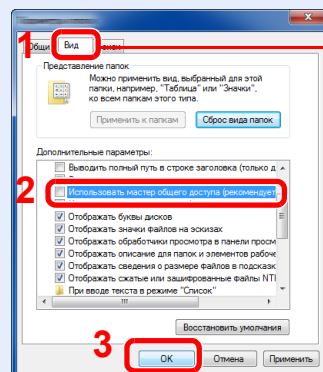 1
Общи
Вид
Представление папок
Можно применить вид, выбранный для этой
папки, например, "Таблица" или "Значки",
ко всем папкам этого типа.
Применить к папкам
Сброс вида папок
Дополнительные параметры:
Выводить полный путь в строке заголовка (только д
2
Использовать мастер общего доступа (рекомендует
Отображать буквы дисков
Отображать значки файлов на эскизах
Отображать обработчики просмотра в панели просм
Отображать описание для папок и элементов рабоче
Отображать сведения о размере файлов в подсказк
Отображать сжатые или зашифрованные файлы NTI
При вводе текста в режиме "Список"
Восстановить умолчания
3
OK
Отмена
Применить